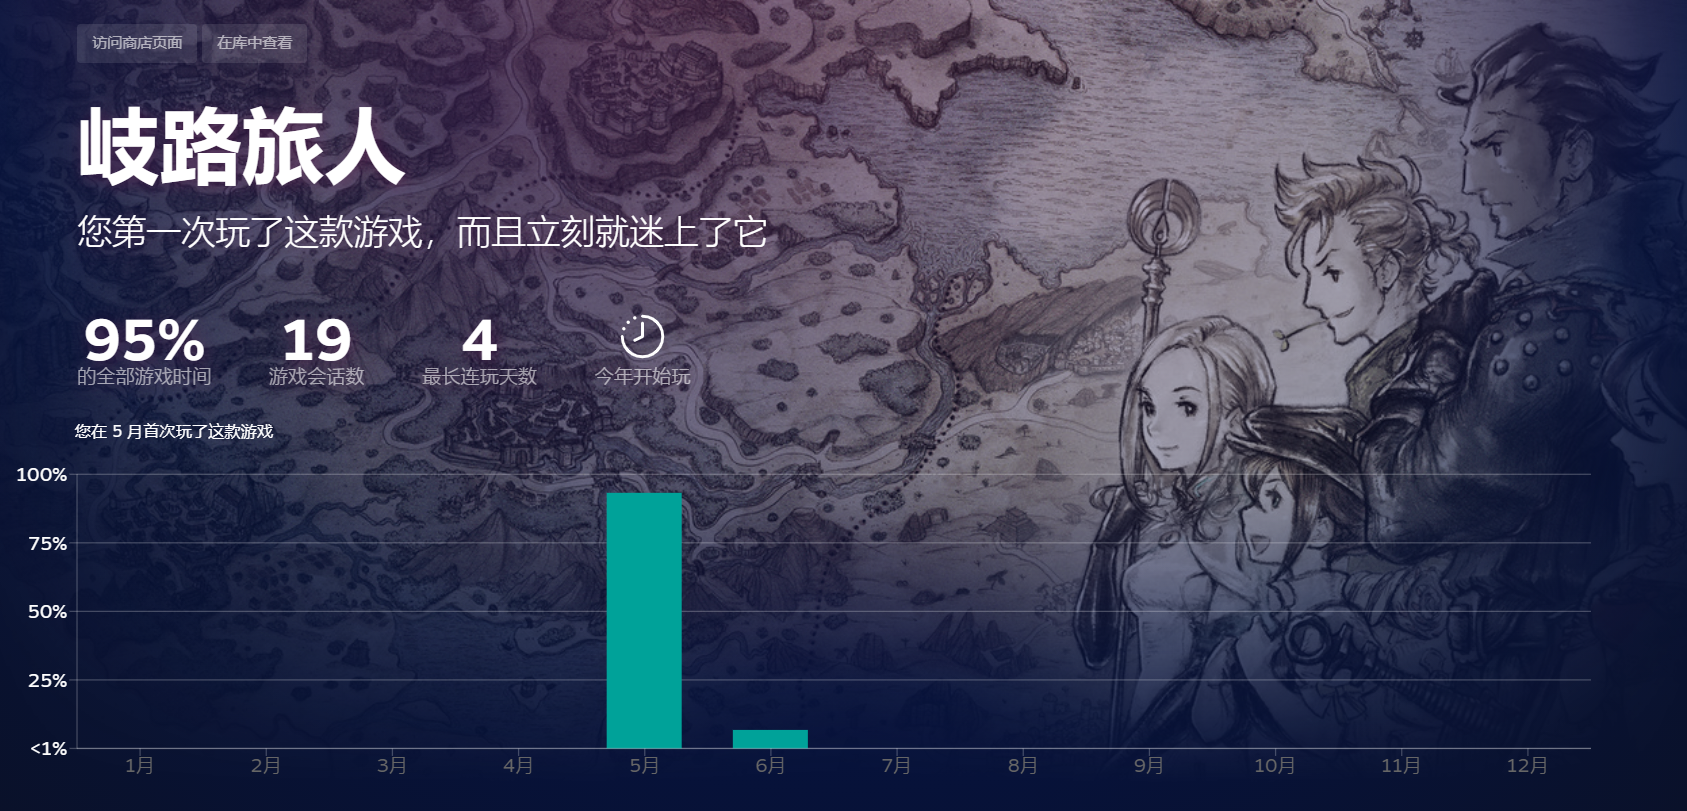 访问商店页面 在库中查看
岐路旅人
您第一次玩了这款游戏，而且立刻就迷上了它
95% 19 4
的全部游戏时间 游戏会话数 最长连玩天数 今年开始玩
您在 5 月首次玩了这款游戏
100%
75%
50%
25%
<1%
1月 2月 3月 4月 5月 6月 7月 8月 9月 10月 11月 12月